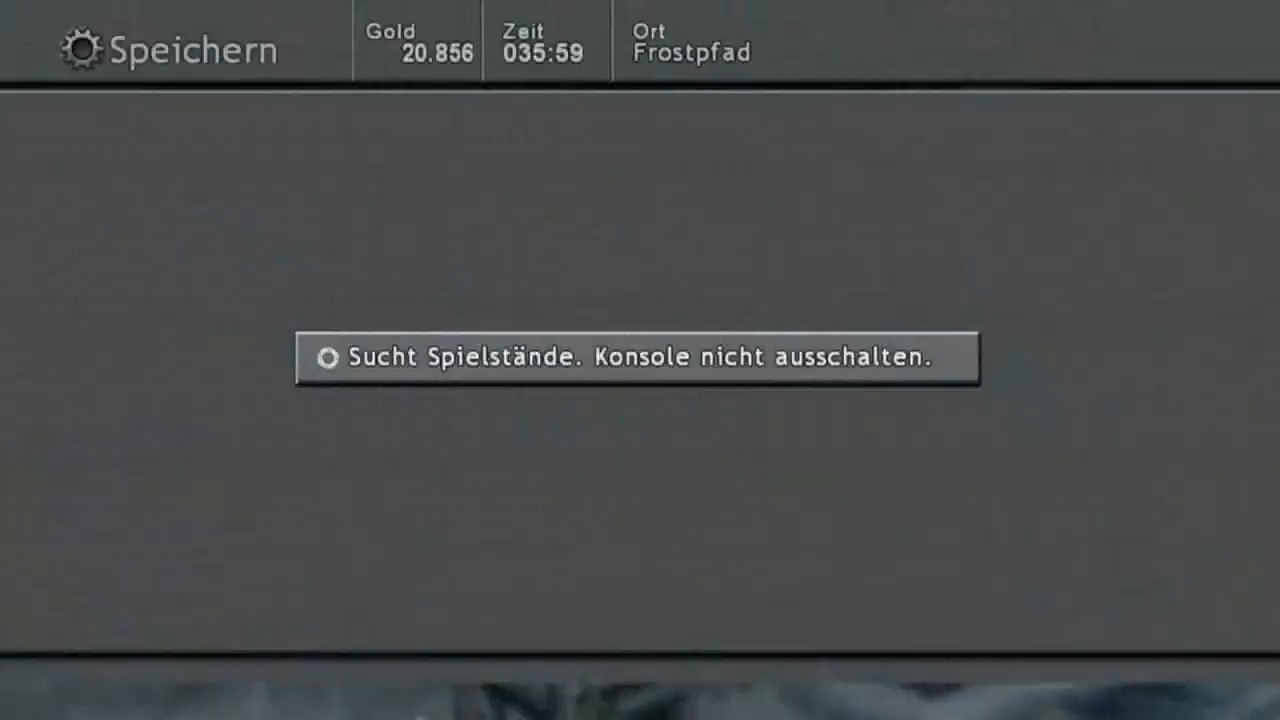 Speichern
Gold
20.856
Zeit
035:59
Ort
Frostpfad
Sucht Spielstände. Konsole nicht ausschalten.